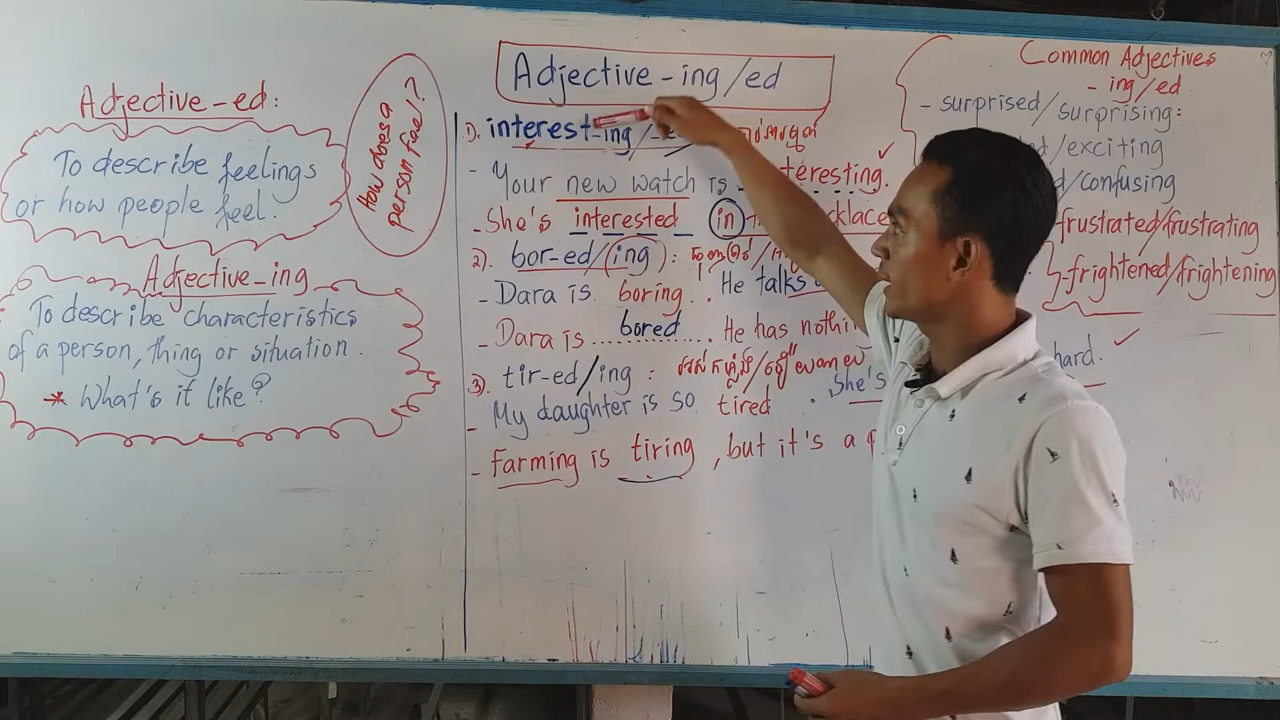 Adjective-ed:
To describe feelings
or how people feel.
How does a
person feel?
Adjective-ing
To describe characteristics
of a person, thing or situation.
* What's it like?
Adjective-ing/ed
1). interest-ing/-e
- Your new watch is teresting. ✓
- She's interested in klace
2). bor-ed/(ing):
- Dara is boring.. He talks
- Dara is ....bored.... He has nothin
3. tir-ed/ing :
- My daughter is so tired . She's hard. ✓
- Farming is tiring, but it's a
Common Adjectives
-ing/ed
- surprised/surprising:
/exciting
d/confusing
frustrated/frustrating
-frightened/frightening